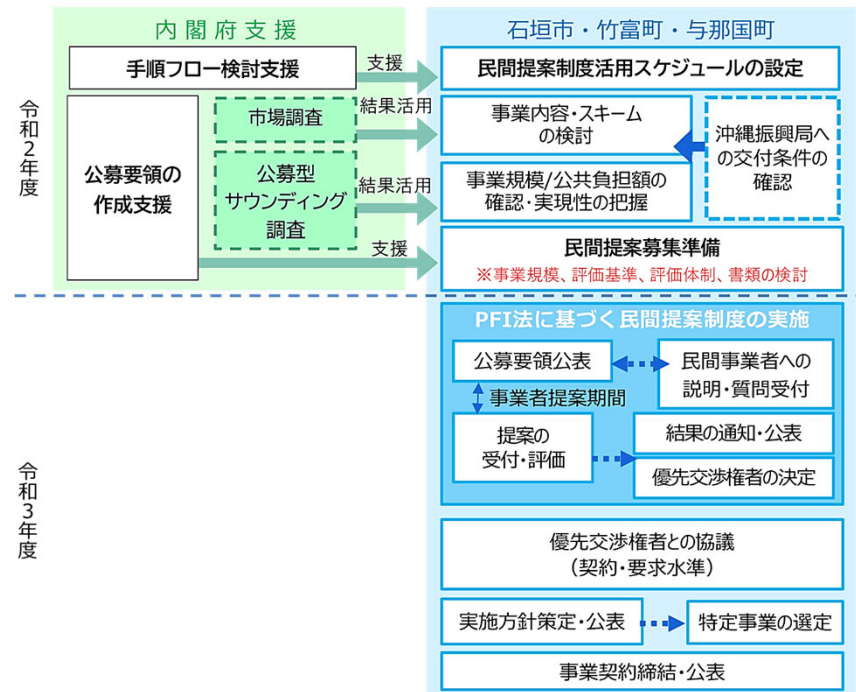 内閣府支援
石垣市・竹富町・与那国町
令和2年度
手順フロー検討支援
支援
民間提案制度活用スケジュールの設定
公募要領の
作成支援
市場調査
結果活用
事業内容・スキーム
の検討
沖縄振興局へ
の交付条件の
確認
公募型
サウンディング
調査
結果活用
事業規模/公共負担額の
確認・実現性の把握
支援
民間提案募集準備
※事業規模、評価基準、評価体制、書類の検討
令和3年度
PFI法に基づく民間提案制度の実施
公募要領公表
民間事業者への
説明・質問受付
事業者提案期間
提案の
受付・評価
結果の通知・公表
優先交渉権者の決定
優先交渉権者との協議
（契約・要求水準）
実施方針策定・公表
特定事業の選定
事業契約締結・公表